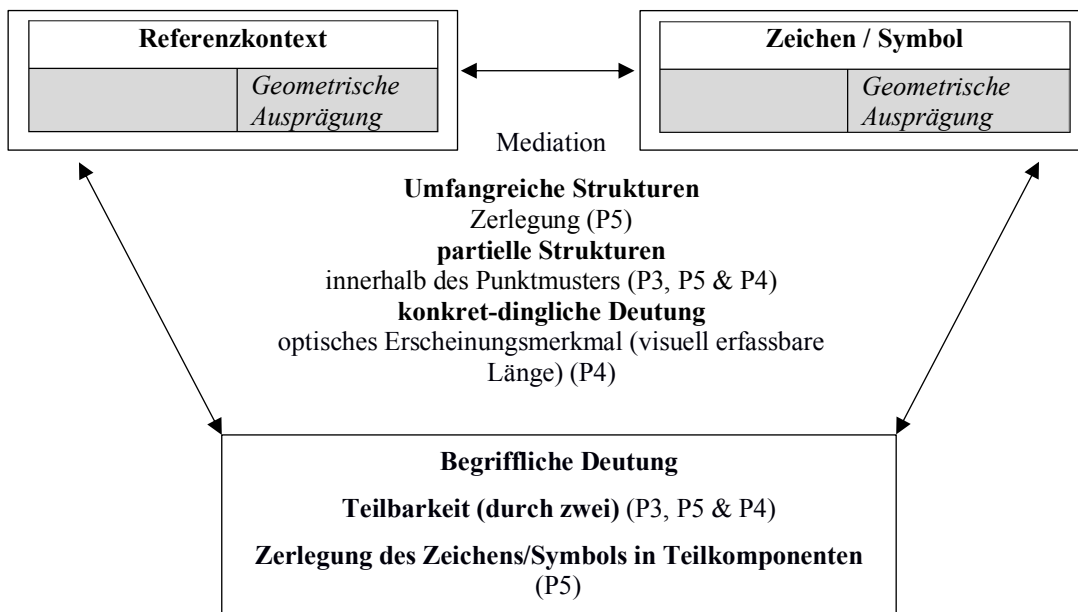 Referenzkontext
Geometrische
Ausprägung
Zeichen / Symbol
Geometrische
Ausprägung
Mediation
Umfangreiche Strukturen
Zerlegung (P5)
partielle Strukturen
innerhalb des Punktmusters (P3, P5 & P4)
konkret-dingliche Deutung
optisches Erscheinungsmerkmal (visuell erfassbare
Länge) (P4)
Begriffliche Deutung
Teilbarkeit (durch zwei) (P3, P5 & P4)
Zerlegung des Zeichens/Symbols in Teilkomponenten
(P5)